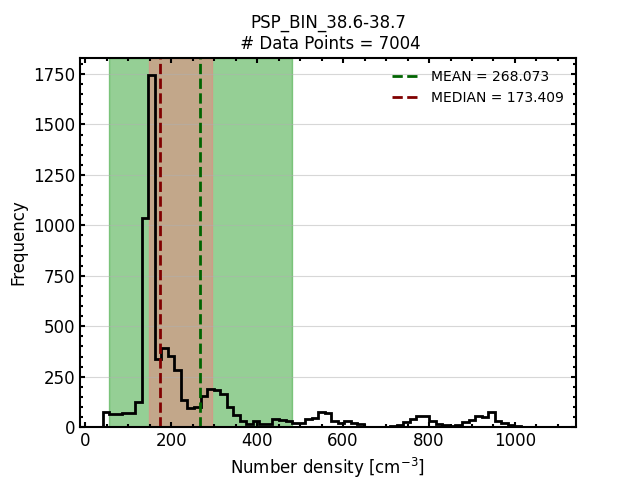 PSP_BIN_38.6-38.7
# Data Points = 7004
MEAN = 268.073
MEDIAN = 173.409
1750
1500
1250
1000
750
500
250
0
Frequency
0 200 400 600 800 1000
Number density [cm⁻³]